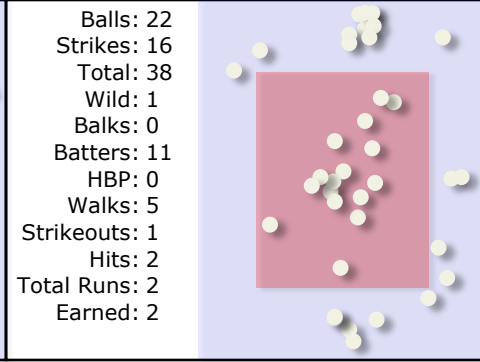 Balls: 22
Strikes: 16
Total: 38
Wild: 1
Balks: 0
Batters: 11
HBP: 0
Walks: 5
Strikeouts: 1
Hits: 2
Total Runs: 2
Earned: 2